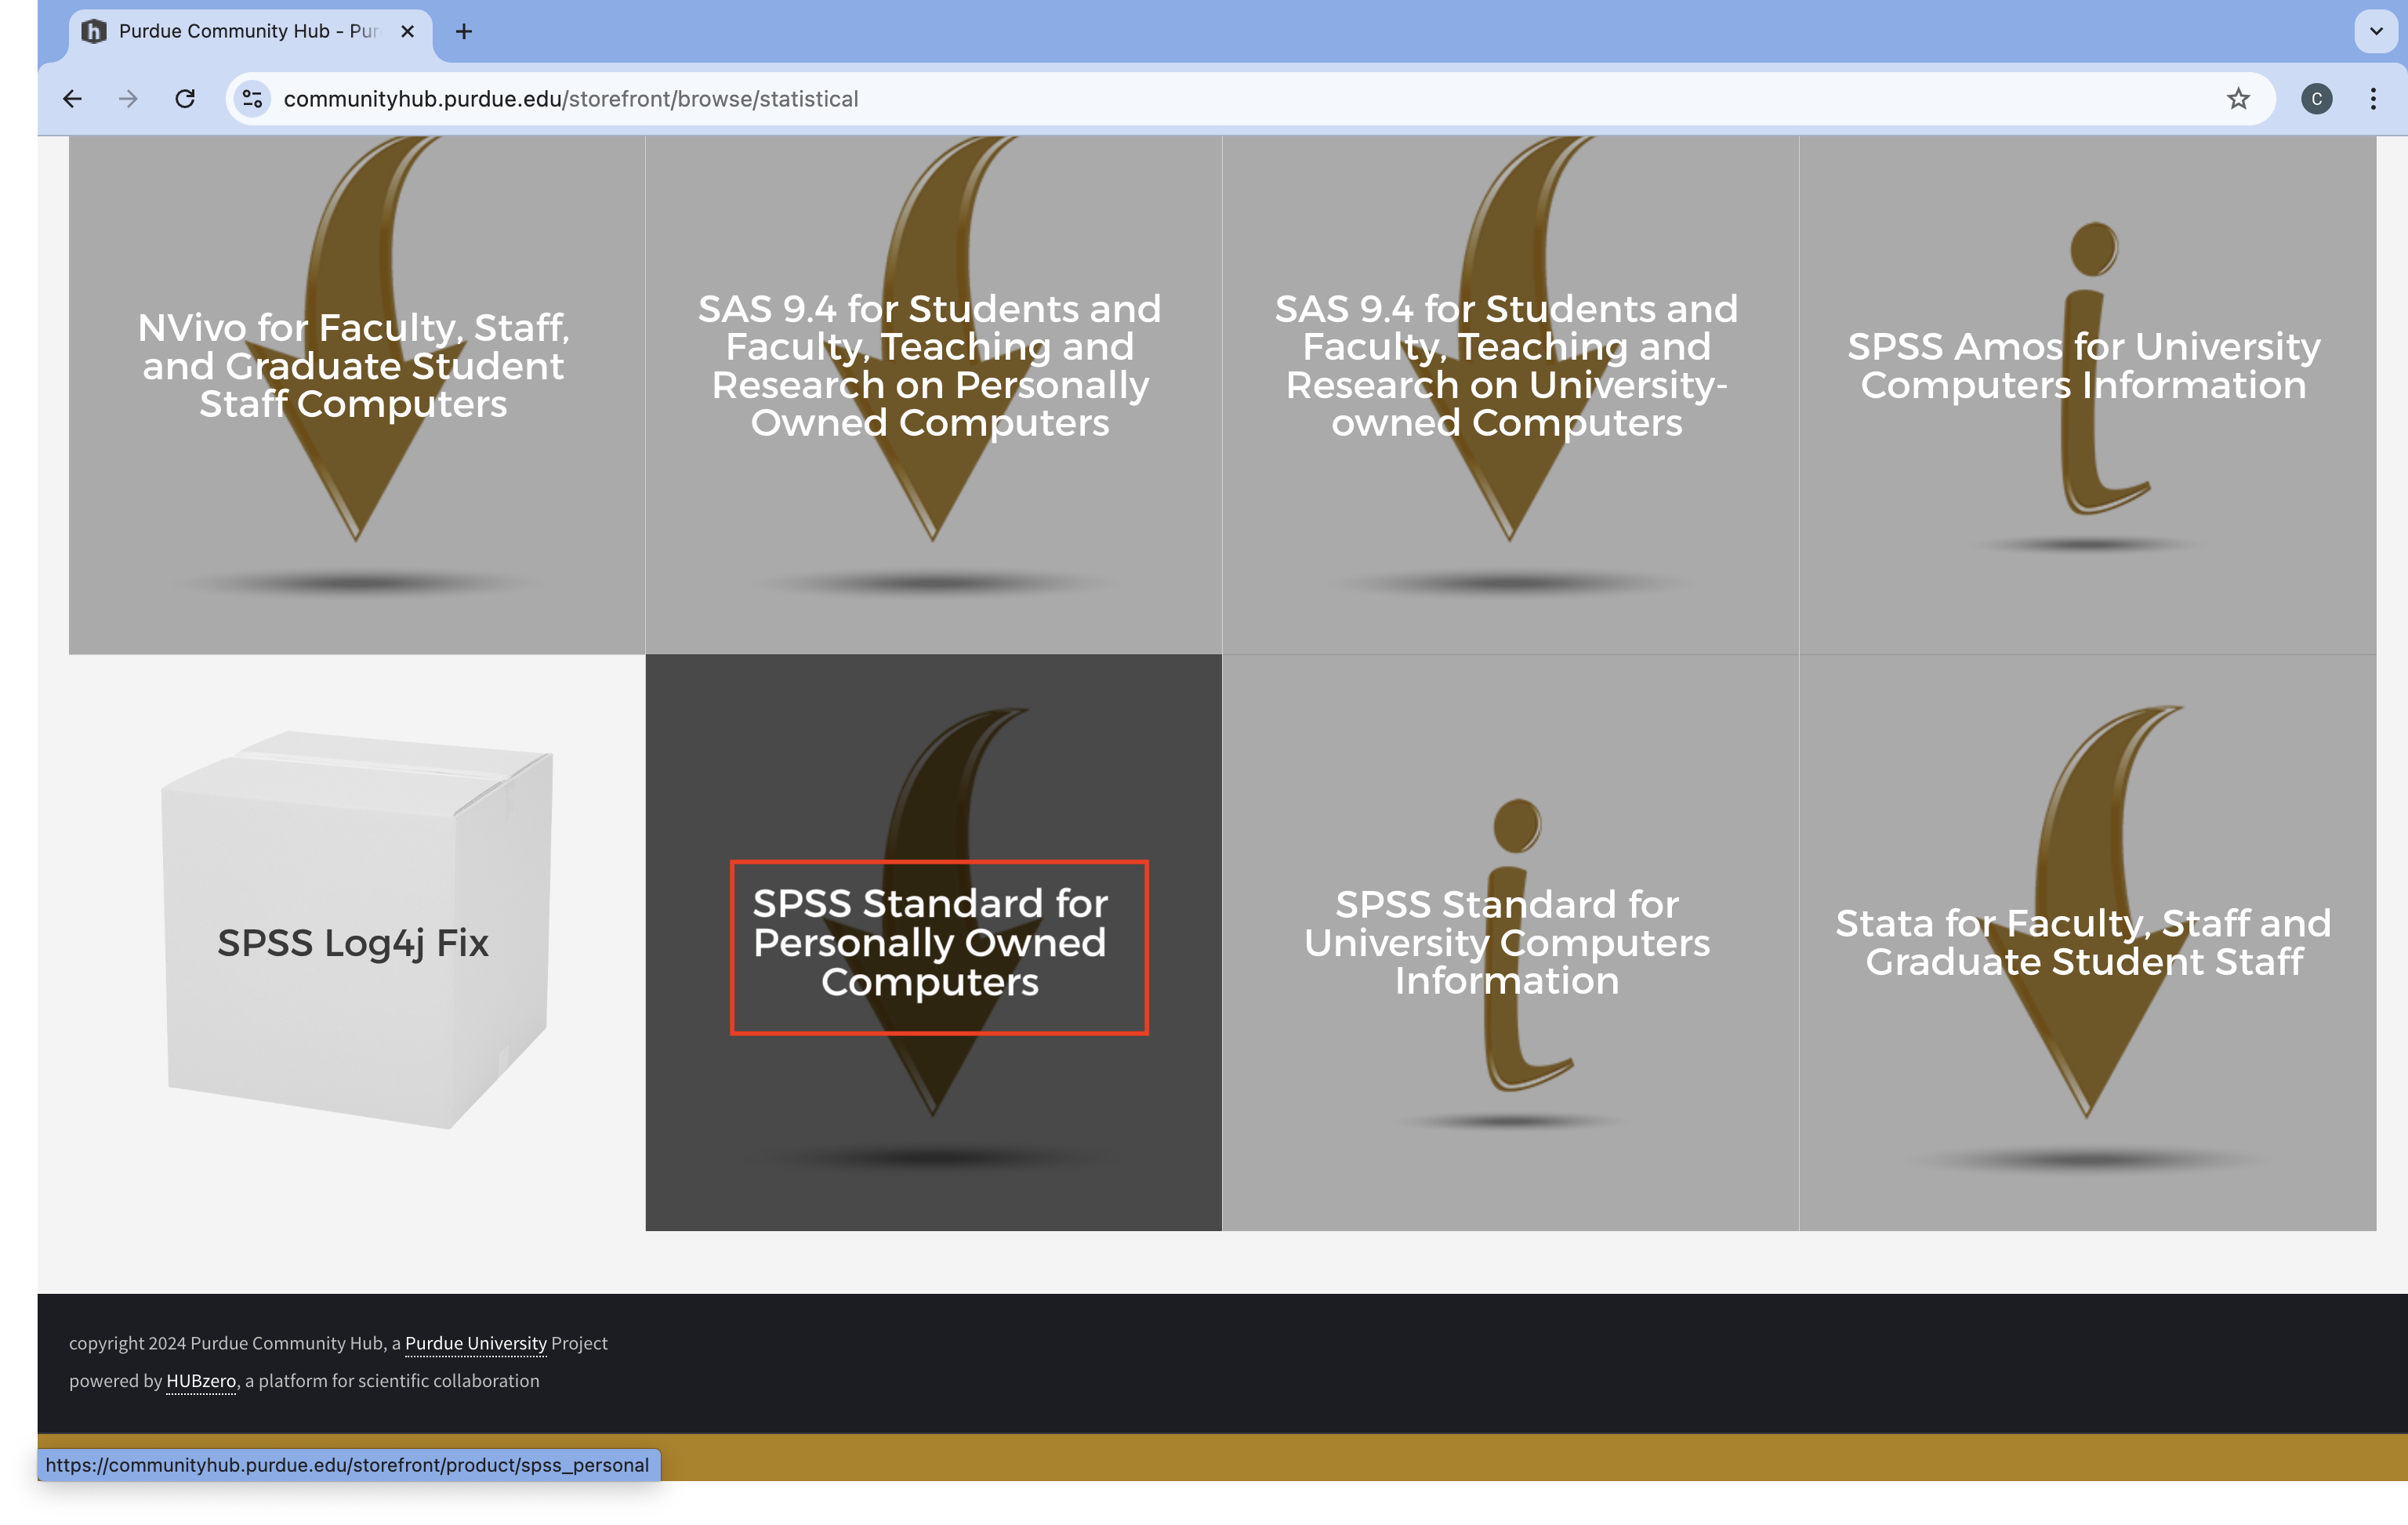 Purdue Community Hub - Pur
communityhub.purdue.edu/storefront/browse/statistical
C
NVivo for Faculty, Staff,
and Graduate Student
Staff Computers
SAS 9.4 for Students and
Faculty, Teaching and
Research on Personally
Owned Computers
SAS 9.4 for Students and
Faculty, Teaching and
Research on University-
owned Computers
SPSS Amos for University
Computers Information
SPSS Log4j Fix
SPSS Standard for
Personally Owned
Computers
SPSS Standard for
University Computers
Information
Stata for Faculty, Staff and
Graduate Student Staff
copyright 2024 Purdue Community Hub, a Purdue University Project
powered by HUBzero, a platform for scientific collaboration
https://communityhub.purdue.edu/storefront/product/spss_personal